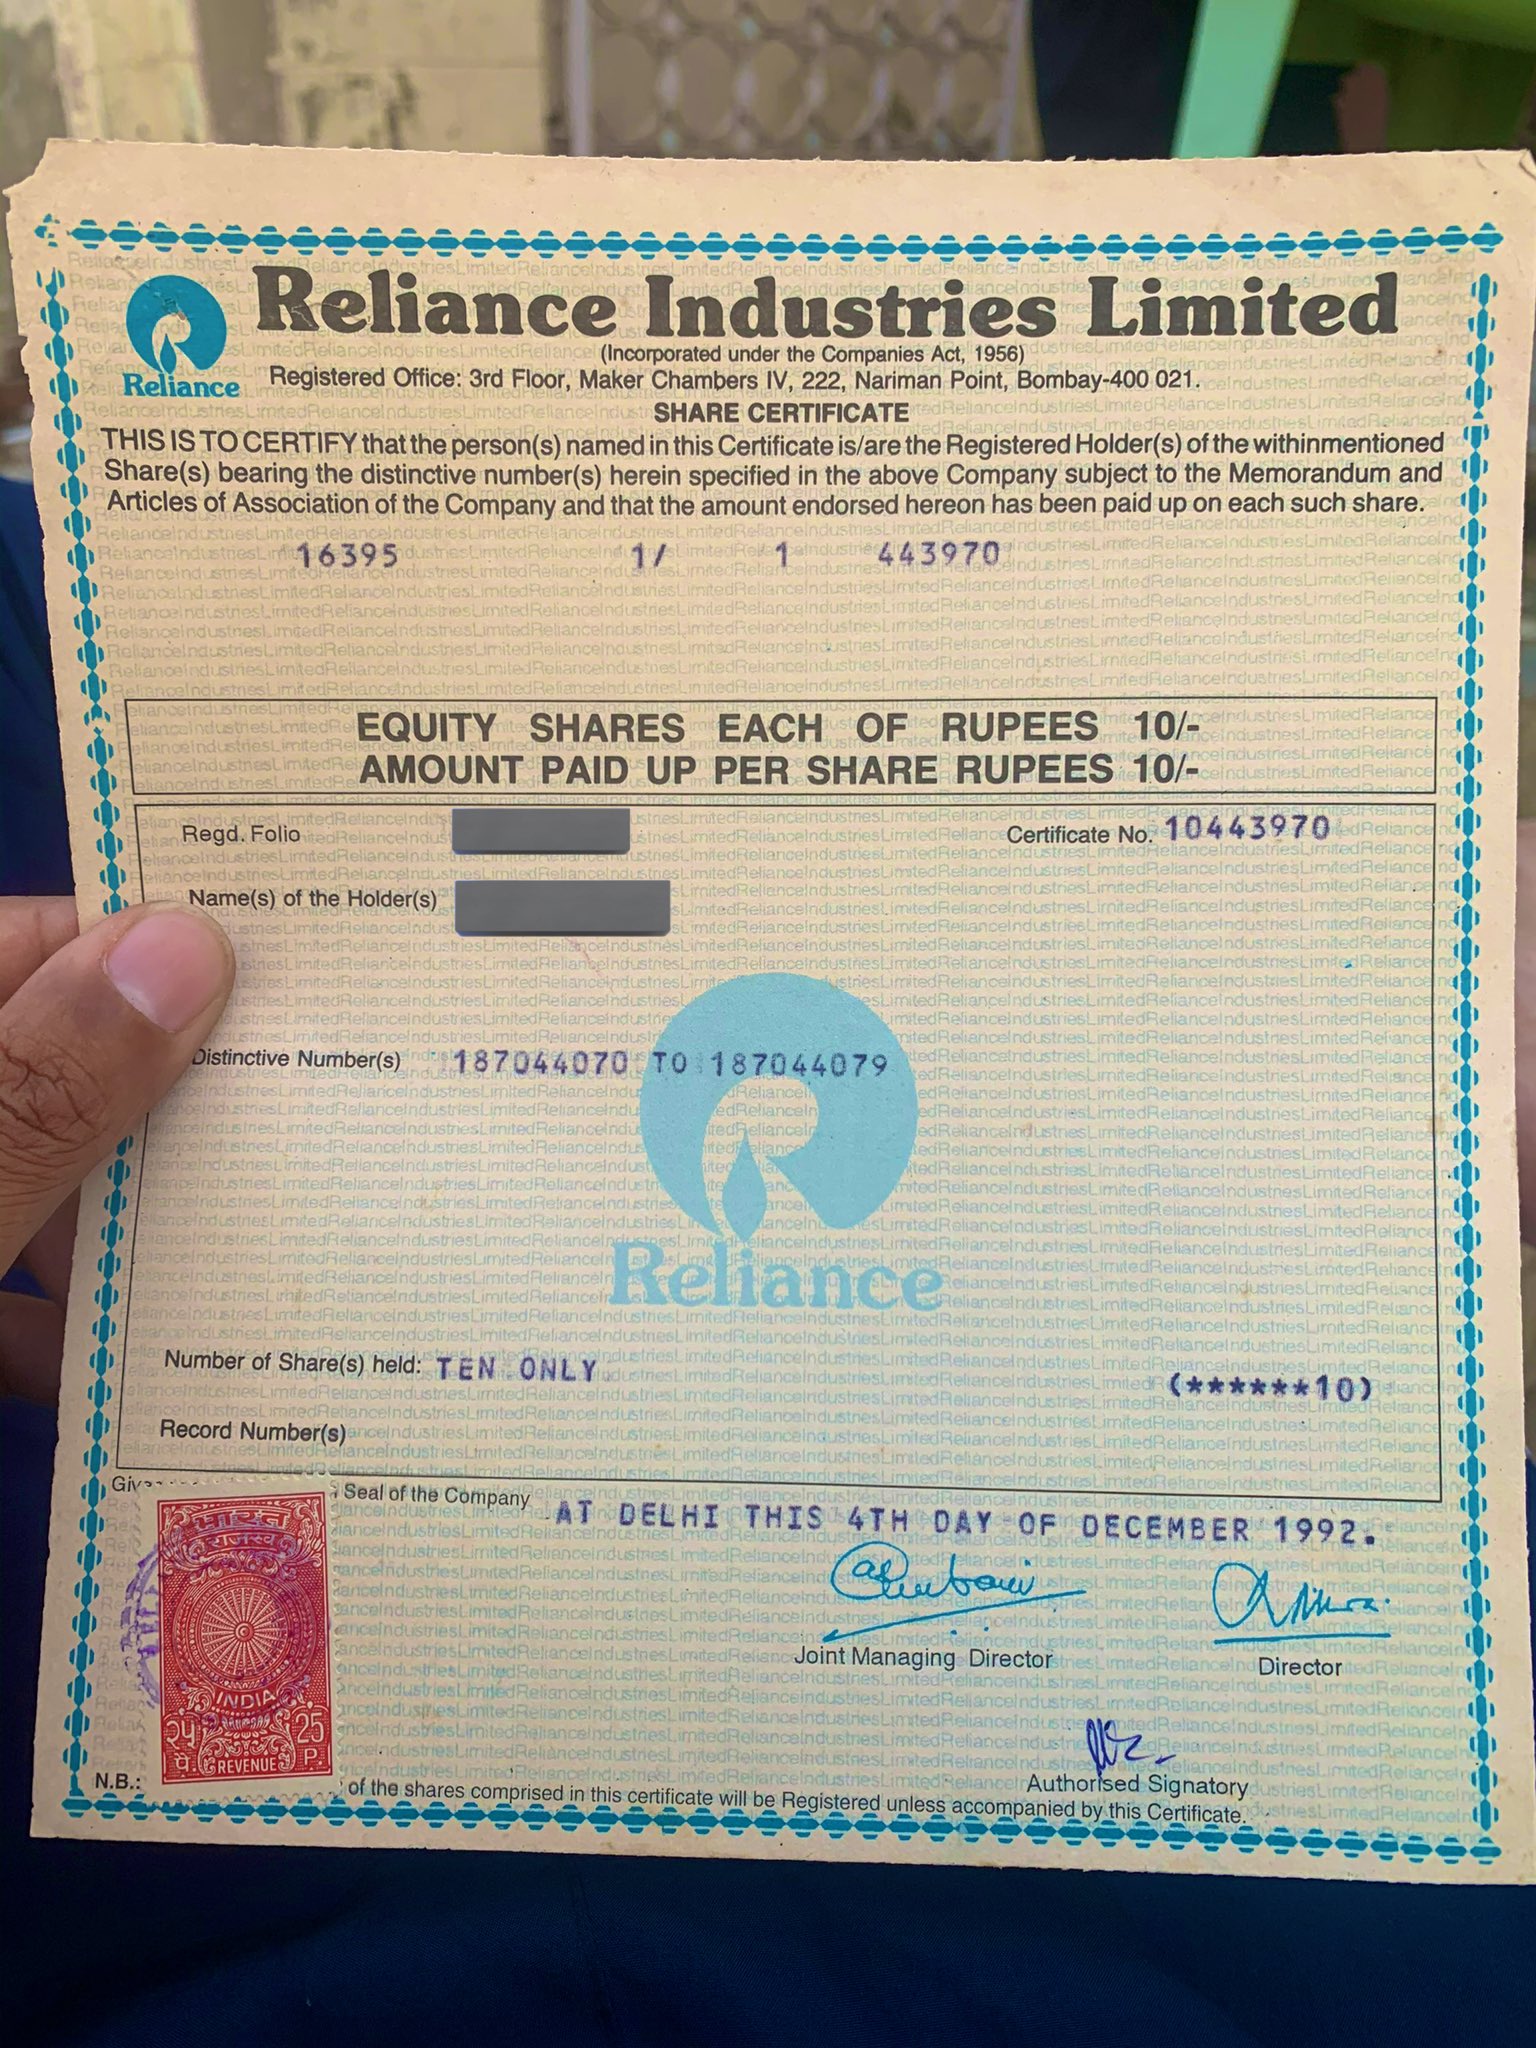 Reliance Industries Limited
Reliance
(Incorporated under the Companies Act, 1956)
Registered Office: 3rd Floor, Maker Chambers IV, 222, Nariman Point, Bombay-400 021.
SHARE CERTIFICATE
THIS IS TO CERTIFY that the person(s) named in this Certificate is/are the Registered Holder(s) of the withinmentioned
Share(s) bearing the distinctive number(s) herein specified in the above Company subject to the Memorandum and
Articles of Association of the Company and that the amount endorsed hereon has been paid up on each such share.
16395 1/ 1 443970
EQUITY SHARES EACH OF RUPEES 10/-
AMOUNT PAID UP PER SHARE RUPEES 10/-
Regd. Folio Certificate No. 10443970
Name(s) of the Holder(s)
Distinctive Number(s) 187044070 TO 187044079
Reliance
Number of Share(s) held: TEN ONLY (******10)
Record Number(s)
Seal of the Company AT DELHI THIS 4TH DAY OF DECEMBER 1992.
भारत
राजस्व
INDIA
२५ 25
पै. P.
REVENUE
Joint Managing Director Director
Authorised Signatory
N.B.: of the shares comprised in this certificate will be Registered unless accompanied by this Certificate.